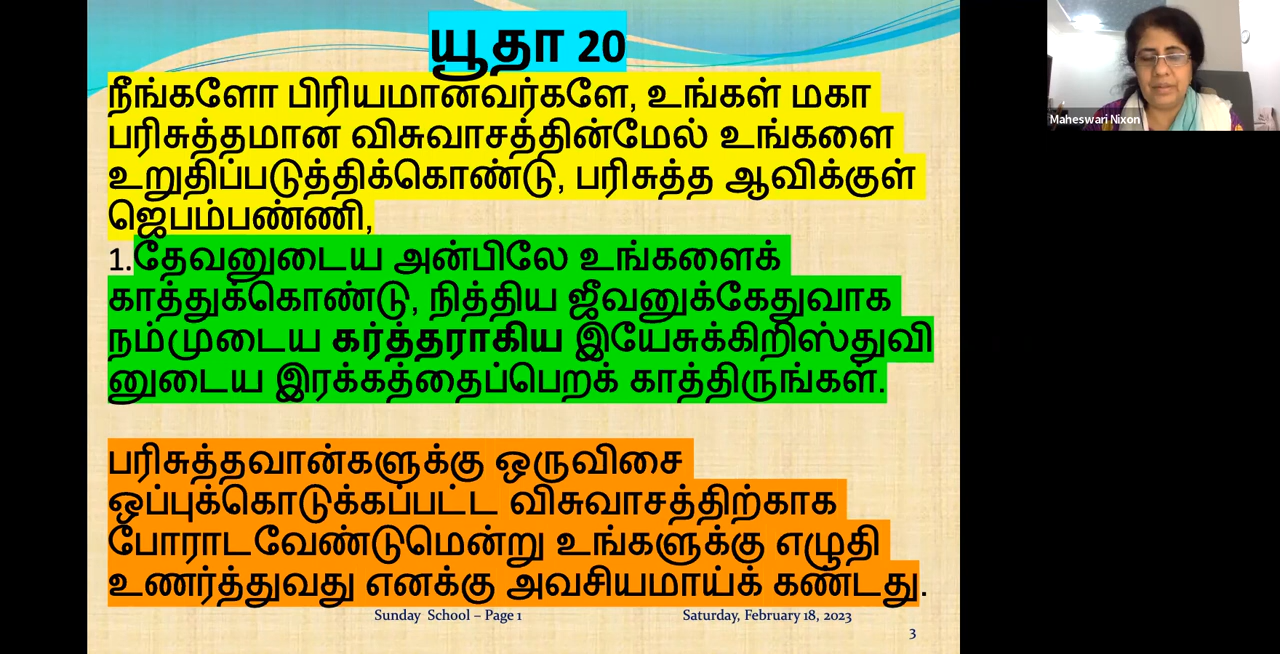 யூதா 20
Maheswari Nixon
நீங்களோ பிரியமானவர்களே, உங்கள் மகா
பரிசுத்தமான விசுவாசத்தின்மேல் உங்களை
உறுதிப்படுத்திக்கொண்டு, பரிசுத்த ஆவிக்குள்
ஜெபம்பண்ணி,
1.தேவனுடைய அன்பிலே உங்களைக்
காத்துக்கொண்டு, நித்திய ஜீவனுக்கேதுவாக
நம்முடைய கர்த்தராகிய இயேசுக்கிறிஸ்துவி
னுடைய இரக்கத்தைப்பெறக் காத்திருங்கள்.
பரிசுத்தவான்களுக்கு ஒருவிசை
ஒப்புக்கொடுக்கப்பட்ட விசுவாசத்திற்காக
போராடவேண்டுமென்று உங்களுக்கு எழுதி
உணர்த்துவது எனக்கு அவசியமாய்க் கண்டது.
Sunday School – Page 1 Saturday, February 18, 2023
3